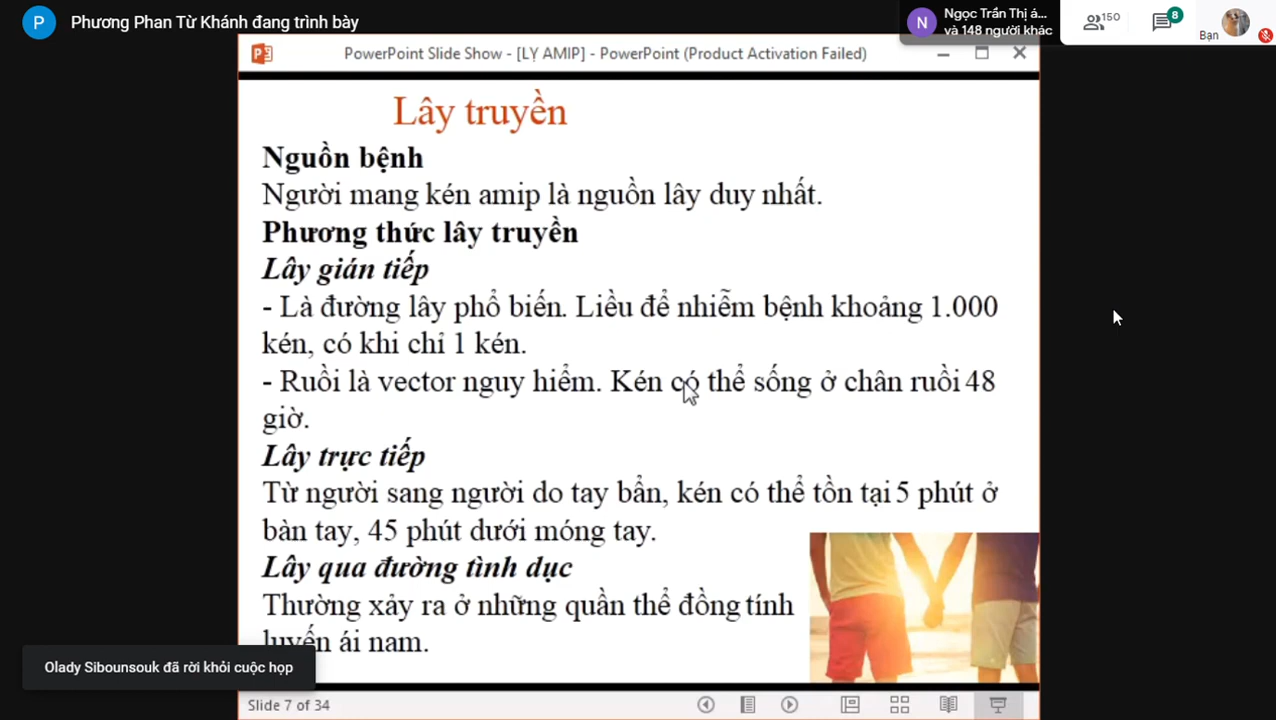 P
Phương Phan Từ Khánh đang trình bày
N
Ngọc Trần Thị á...
và 148 người khác
150
8
Bạn
PowerPoint Slide Show - [LỴ AMIP] - PowerPoint (Product Activation Failed)
Lây truyền
Nguồn bệnh
Người mang kén amip là nguồn lây duy nhất.
Phương thức lây truyền
Lây gián tiếp
- Là đường lây phổ biến. Liều để nhiễm bệnh khoảng 1.000
kén, có khi chỉ 1 kén.
- Ruồi là vector nguy hiểm. Kén có thể sống ở chân ruồi 48
giờ.
Lây trực tiếp
Từ người sang người do tay bẩn, kén có thể tồn tại 5 phút ở
bàn tay, 45 phút dưới móng tay.
Lây qua đường tình dục
Thường xảy ra ở những quần thể đồng tính
luyến ái nam.
Olady Sibounsouk đã rời khỏi cuộc họp
Slide 7 of 34